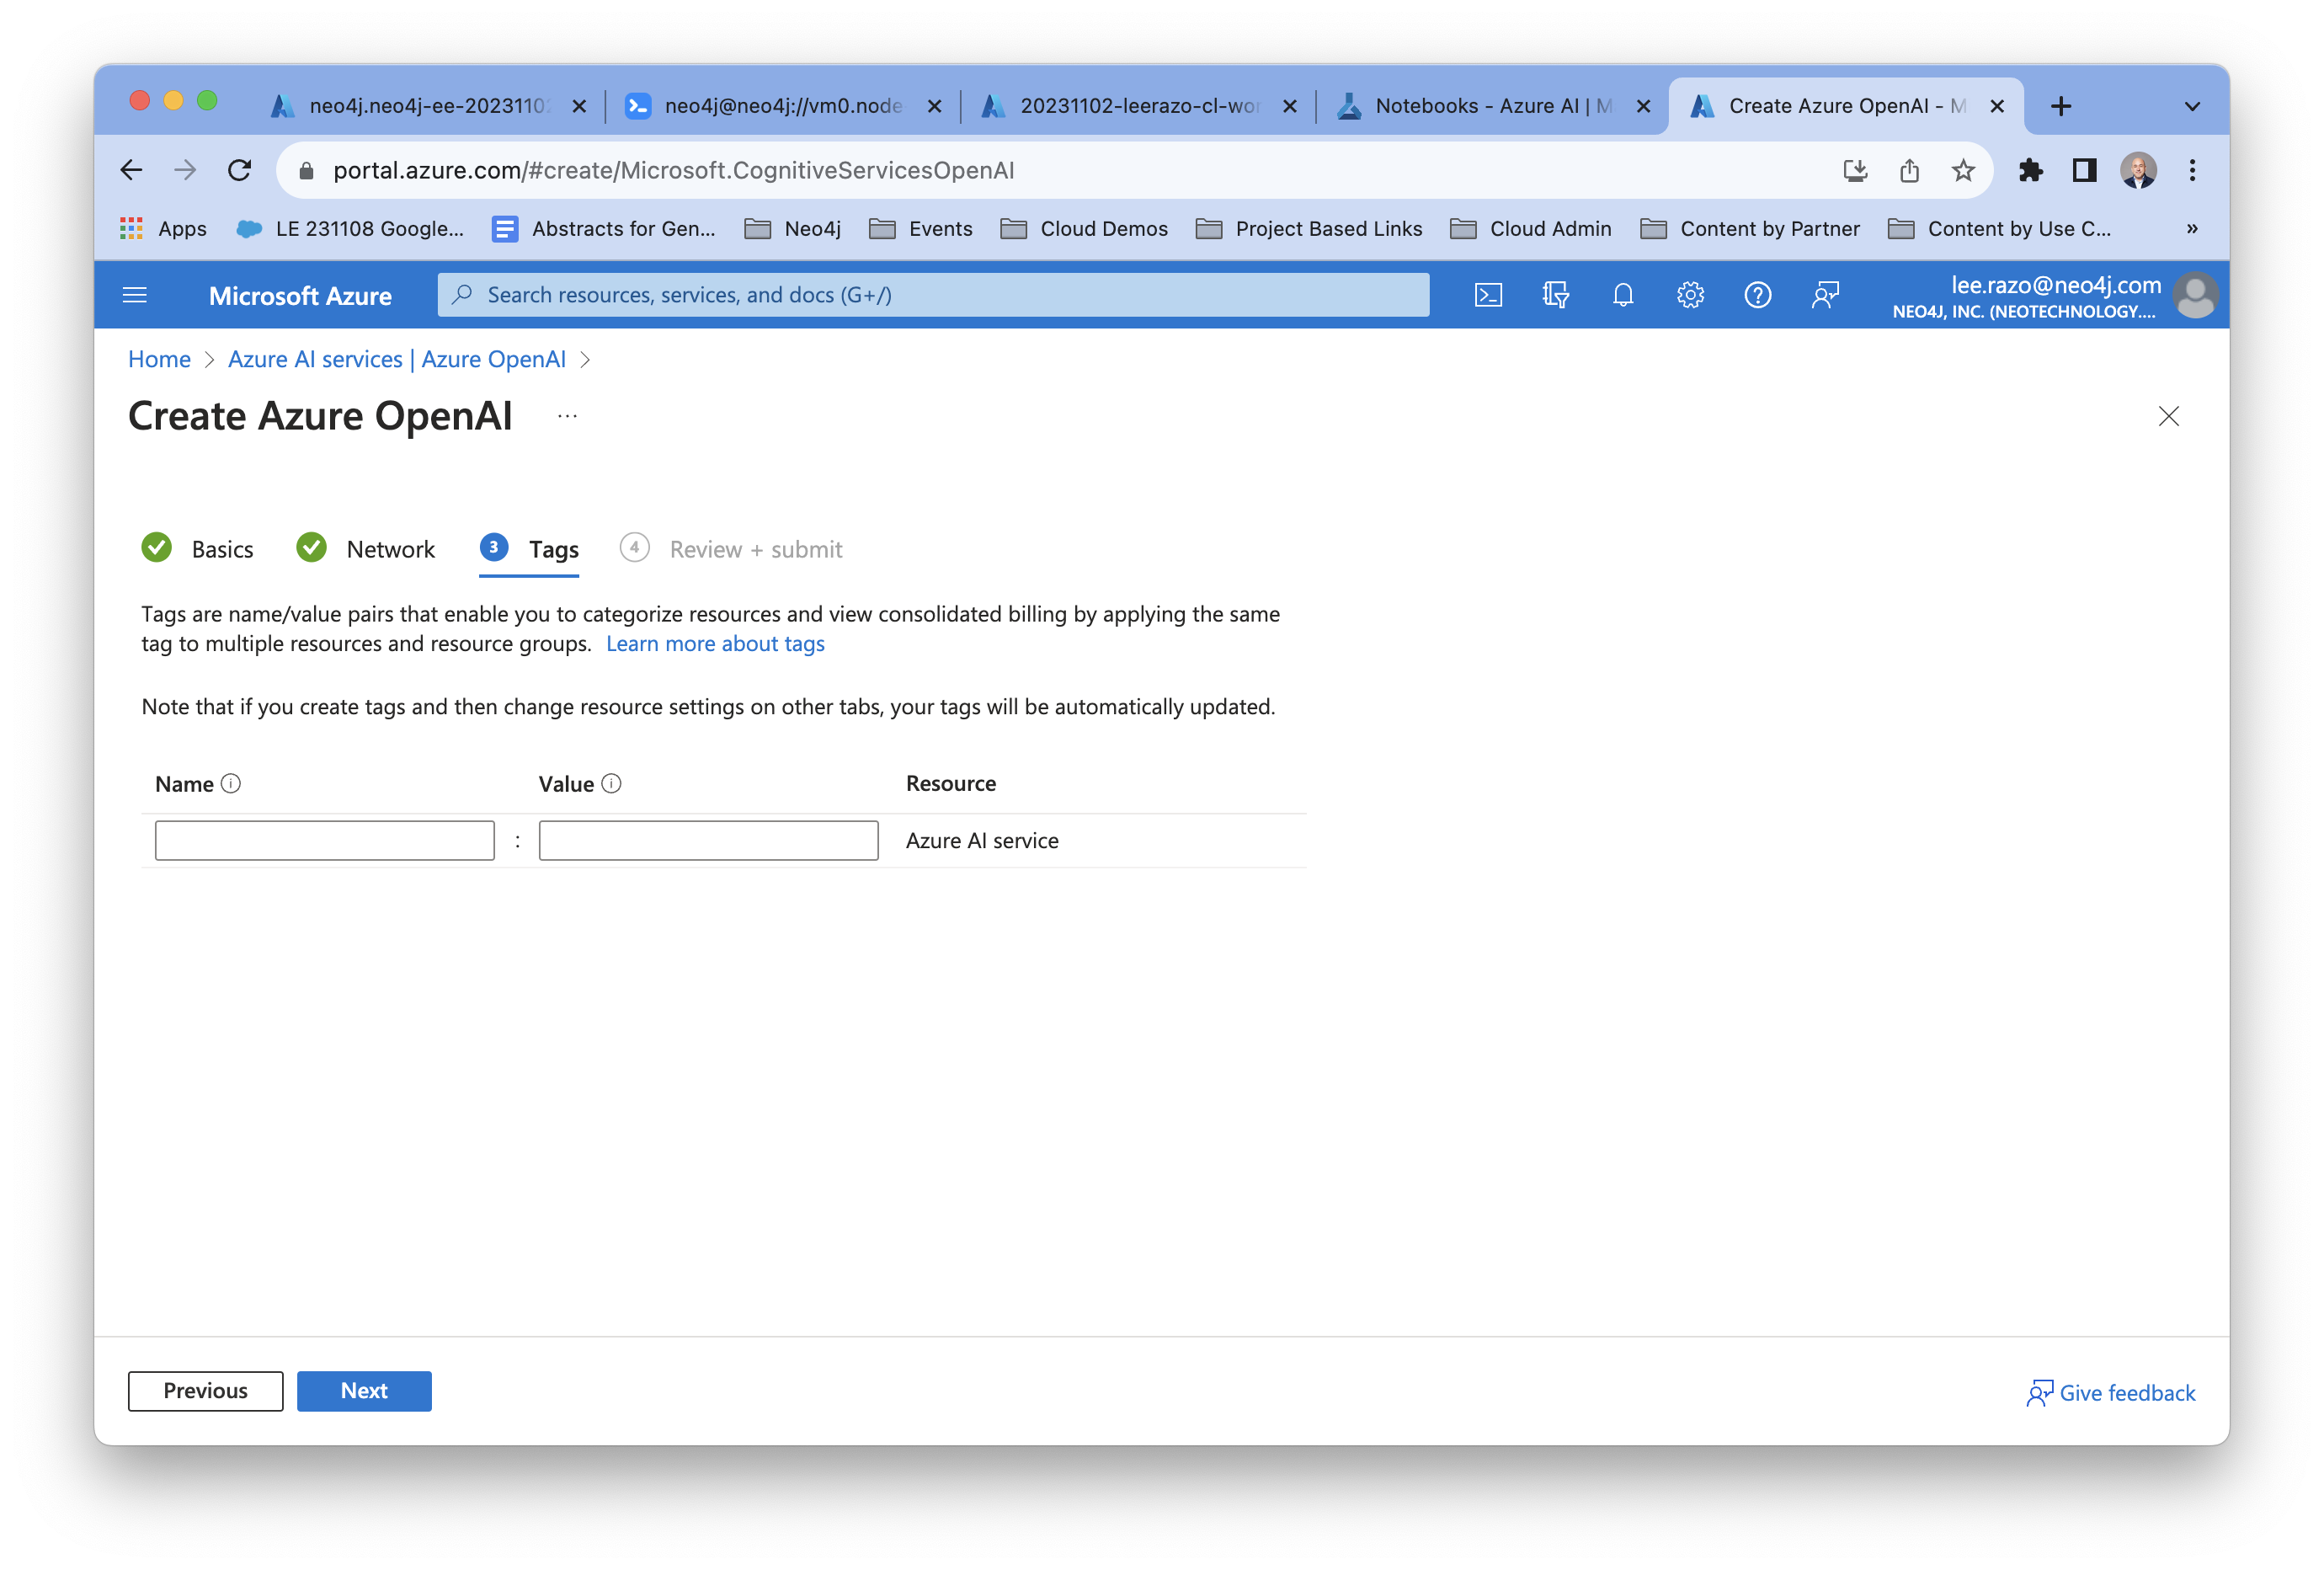 neo4j.neo4j-ee-20231102
neo4j@neo4j://vm0.node
20231102-leerazo-cl-wor
Notebooks - Azure AI | M
Create Azure OpenAI - M
portal.azure.com/#create/Microsoft.CognitiveServicesOpenAI
Apps
LE 231108 Google...
Abstracts for Gen...
Neo4j
Events
Cloud Demos
Project Based Links
Cloud Admin
Content by Partner
Content by Use C...
»
Microsoft Azure
Search resources, services, and docs (G+/)
lee.razo@neo4j.com
NEO4J, INC. (NEOTECHNOLOGY....
Home > Azure AI services | Azure OpenAI >
Create Azure OpenAI ...
Basics
Network
3 Tags
4 Review + submit
Tags are name/value pairs that enable you to categorize resources and view consolidated billing by applying the same
tag to multiple resources and resource groups. Learn more about tags
Note that if you create tags and then change resource settings on other tabs, your tags will be automatically updated.
Name
Value
Resource
:
Azure AI service
Previous
Next
Give feedback